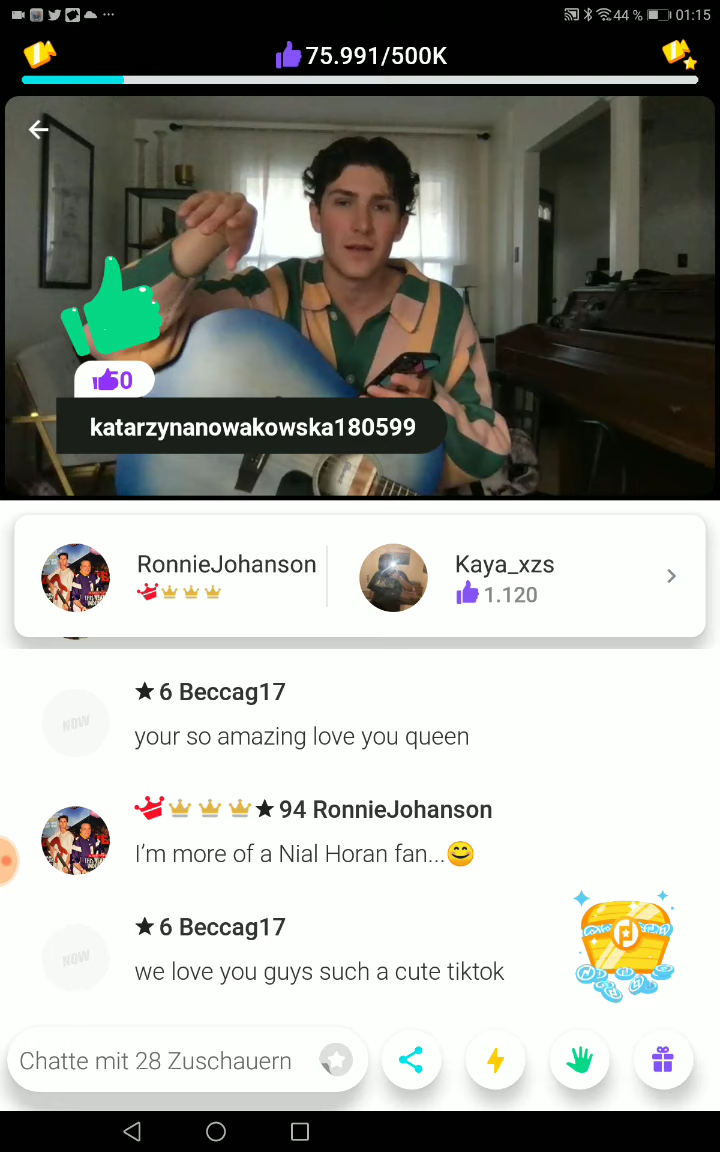 44 % 01:15
75.991/500K
50
katarzynanowakowska180599
RonnieJohanson
Kaya_xzs
1.120
NOW
6 Beccag17
your so amazing love you queen
94 RonnieJohanson
I'm more of a Nial Horan fan...😊
NOW
6 Beccag17
we love you guys such a cute tiktok
Chatte mit 28 Zuschauern